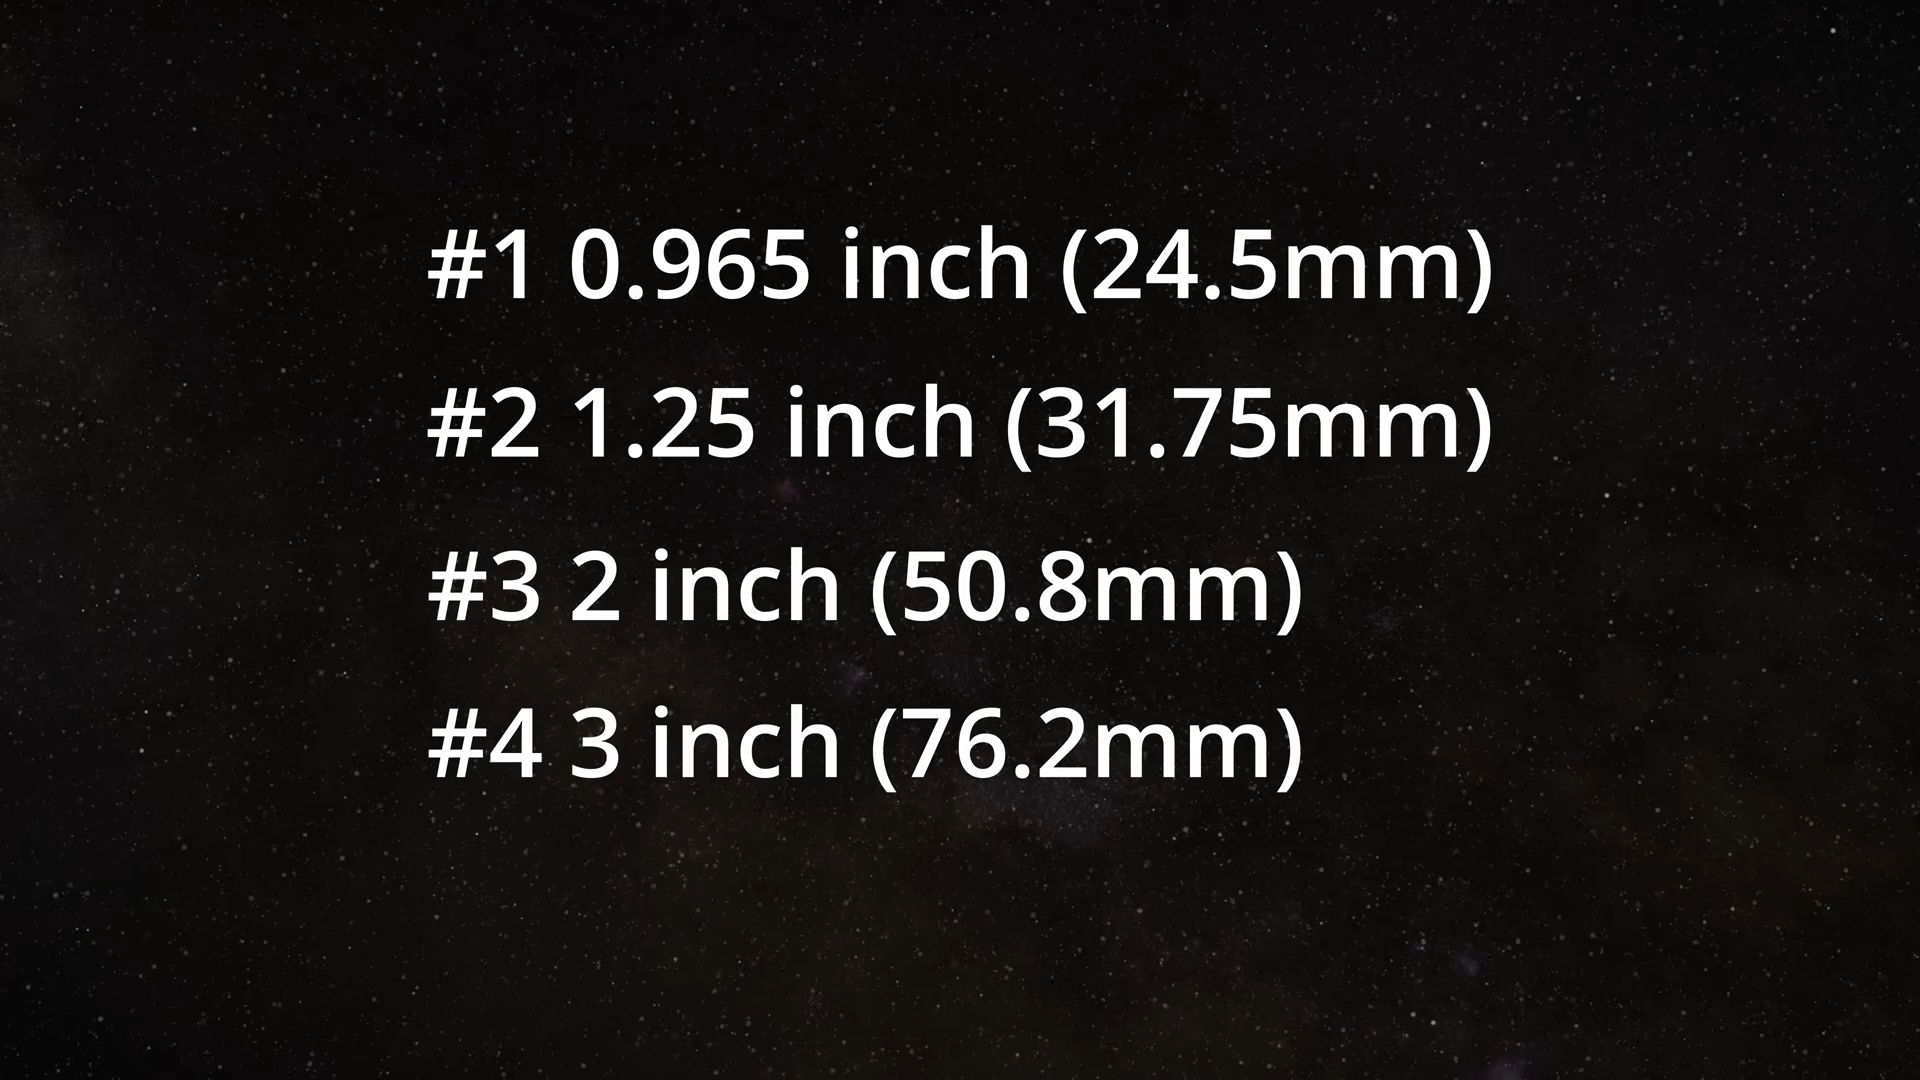 #1 0.965 inch (24.5mm)
#2 1.25 inch (31.75mm)
#3 2 inch (50.8mm)
#4 3 inch (76.2mm)